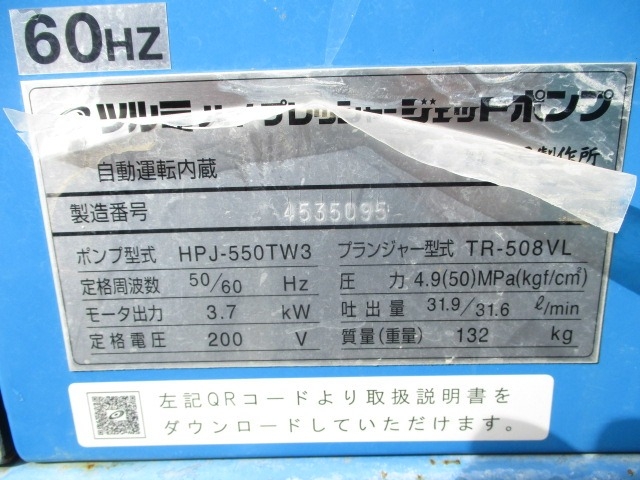 60HZ
ツルミハイプレッシャージェットポンプ
製作所
自動運転内蔵
製造番号 4535095
ポンプ型式 HPJ-550TW3 プランジャー型式 TR-508VL
定格周波数 50/60 Hz 圧力 4.9(50)MPa(kgf/cm²)
モータ出力 3.7 kW 吐出量 31.9/31.6 ℓ/min
定格電圧 200 V 質量(重量) 132 kg
左記QRコードより取扱説明書を
ダウンロードしていただけます。